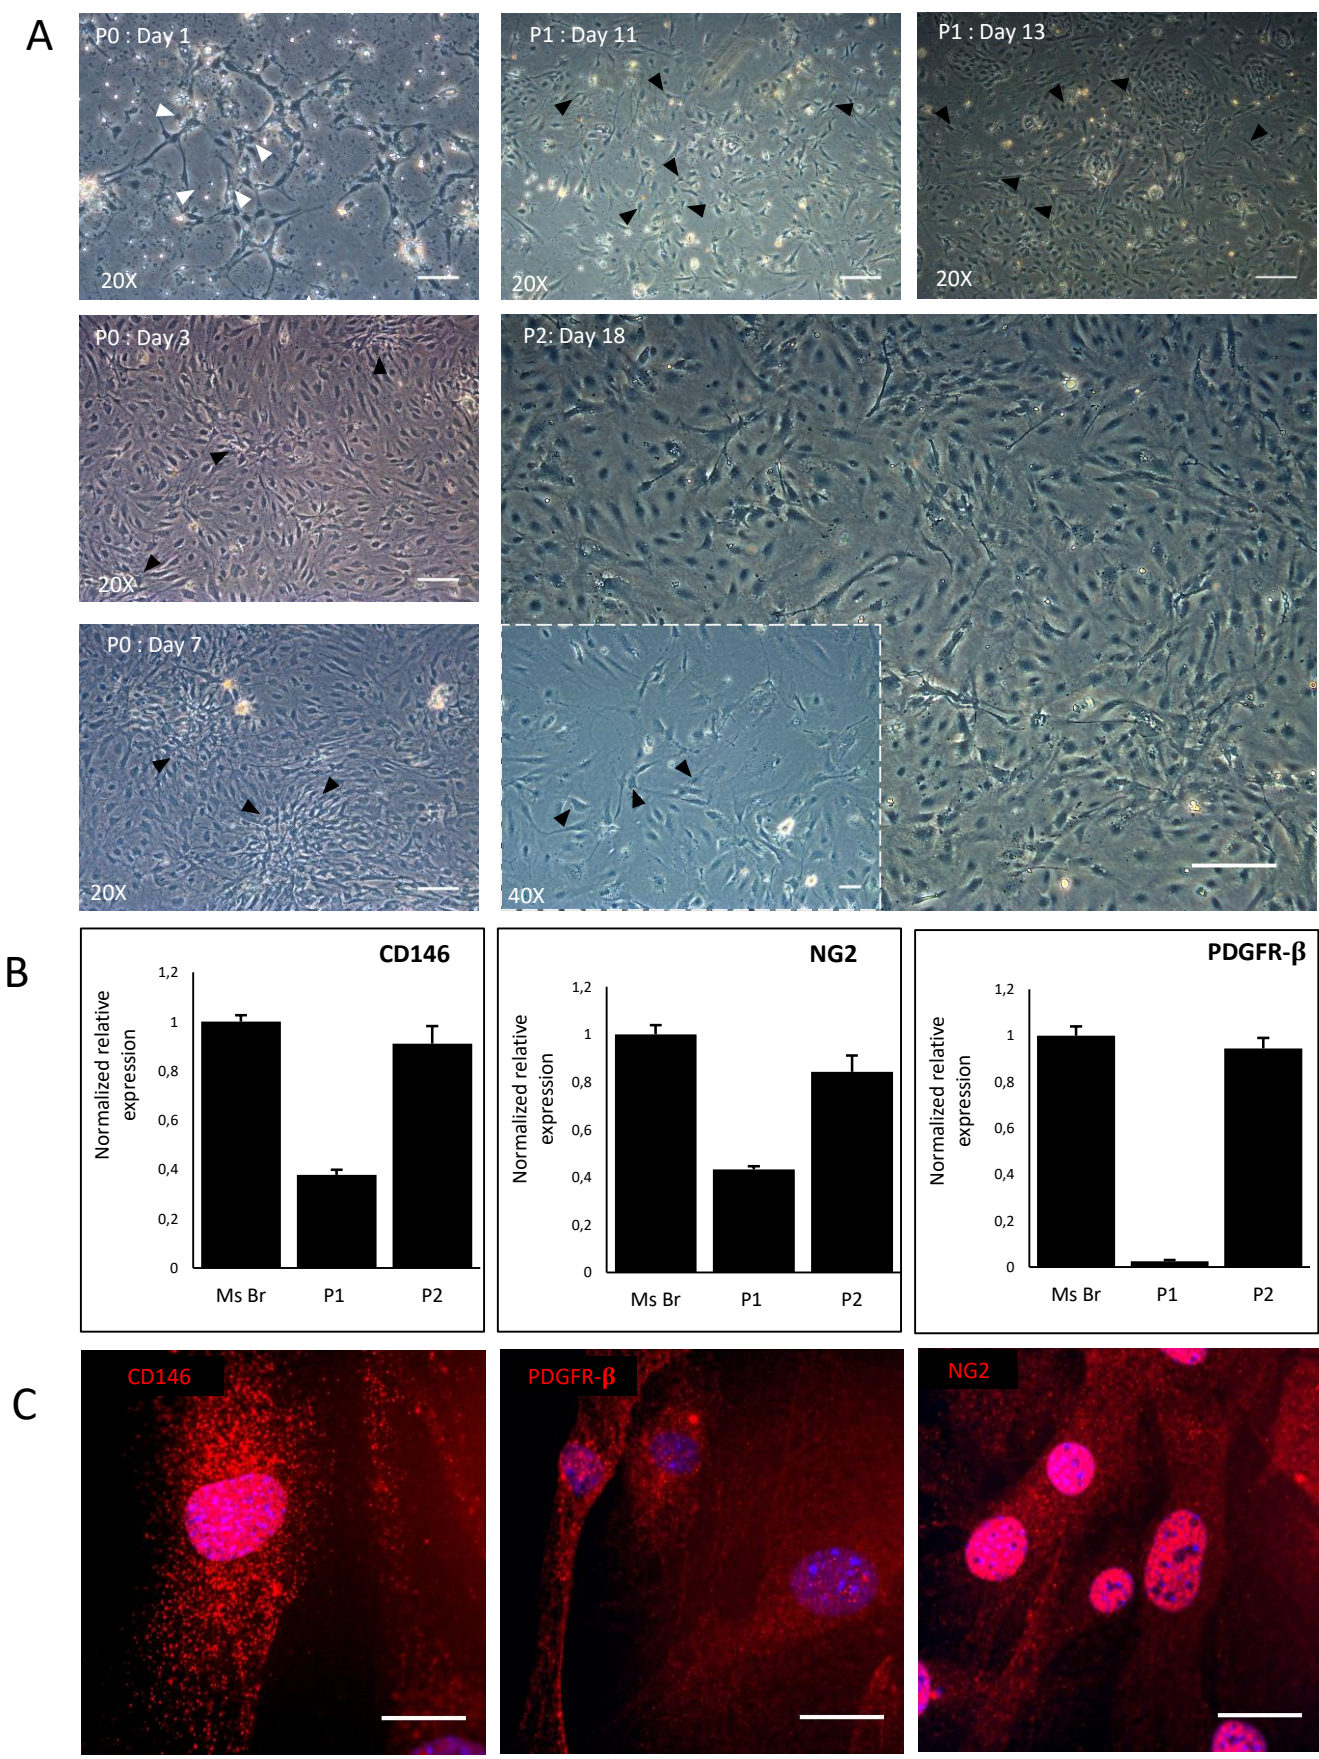 A
P0 : Day 1
20X
P1 : Day 11
20X
P1 : Day 13
20X
P0 : Day 3
20X
P2: Day 18
P0 : Day 7
20X
40X
B
CD146
Normalized relative
expression
1,2
1
0,8
0,6
0,4
0,2
0
Ms Br P1 P2
NG2
Normalized relative
expression
1,2
1
0,8
0,6
0,4
0,2
0
Ms Br P1 P2
PDGFR-β
Normalized relative
expression
1,2
1
0,8
0,6
0,4
0,2
0
Ms Br P1 P2
C
CD146
PDGFR-β
NG2